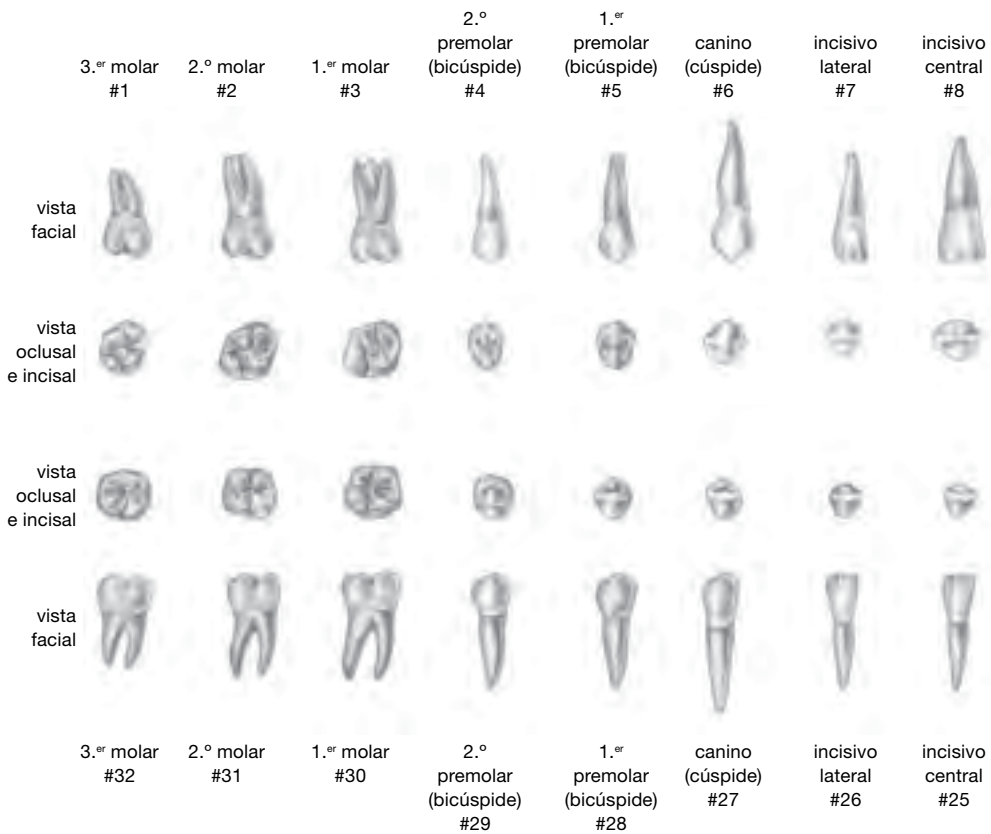 3.er molar
#1
2.º molar
#2
1.er molar
#3
2.º
premolar
(bicúspide)
#4
1.er
premolar
(bicúspide)
#5
canino
(cúspide)
#6
incisivo
lateral
#7
incisivo
central
#8
vista
facial
vista
oclusal
e incisal
vista
oclusal
e incisal
vista
facial
3.er molar
#32
2.º molar
#31
1.er molar
#30
2.º
premolar
(bicúspide)
#29
1.er
premolar
(bicúspide)
#28
canino
(cúspide)
#27
incisivo
lateral
#26
incisivo
central
#25